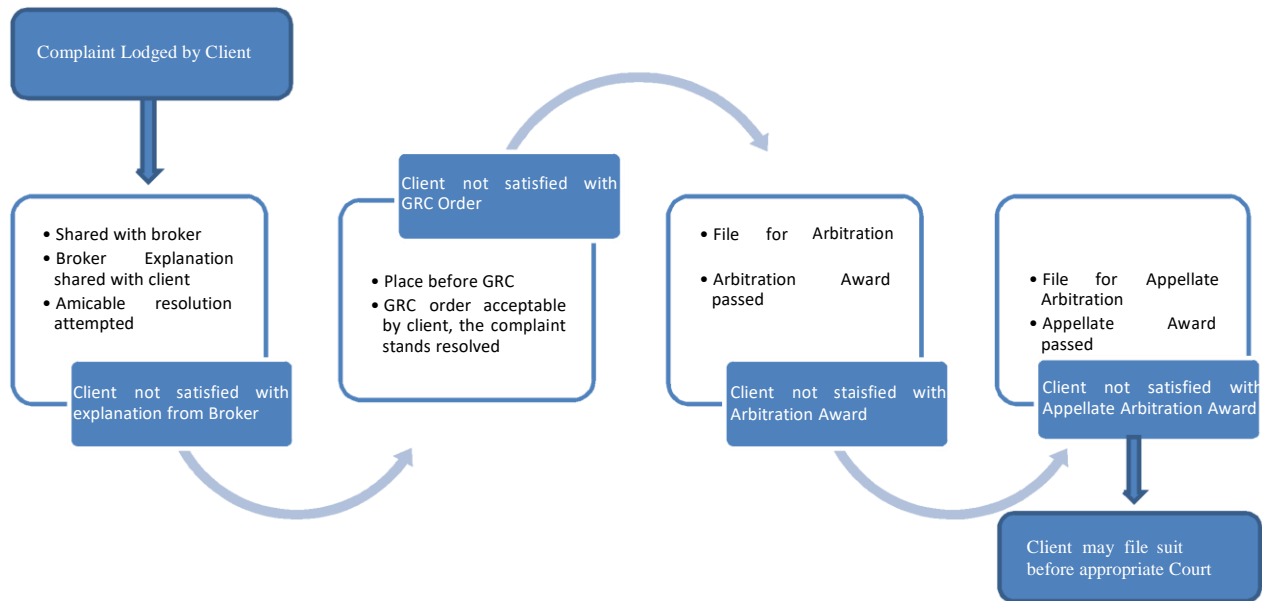 Complaint Lodged by Client
• Shared with broker
• Broker Explanation
shared with client
• Amicable resolution
attempted
Client not satisfied with
explanation from Broker
Client not satisfied with
GRC Order
• Place before GRC
• GRC order acceptable
by client, the complaint
stands resolved
• File for Arbitration
• Arbitration Award
passed
Client not staisfied with
Arbitration Award
• File for Appellate
Arbitration
• Appellate Award
passed
Client not satisfied with
Appellate Arbitration Award
Client may file suit
before appropriate Court